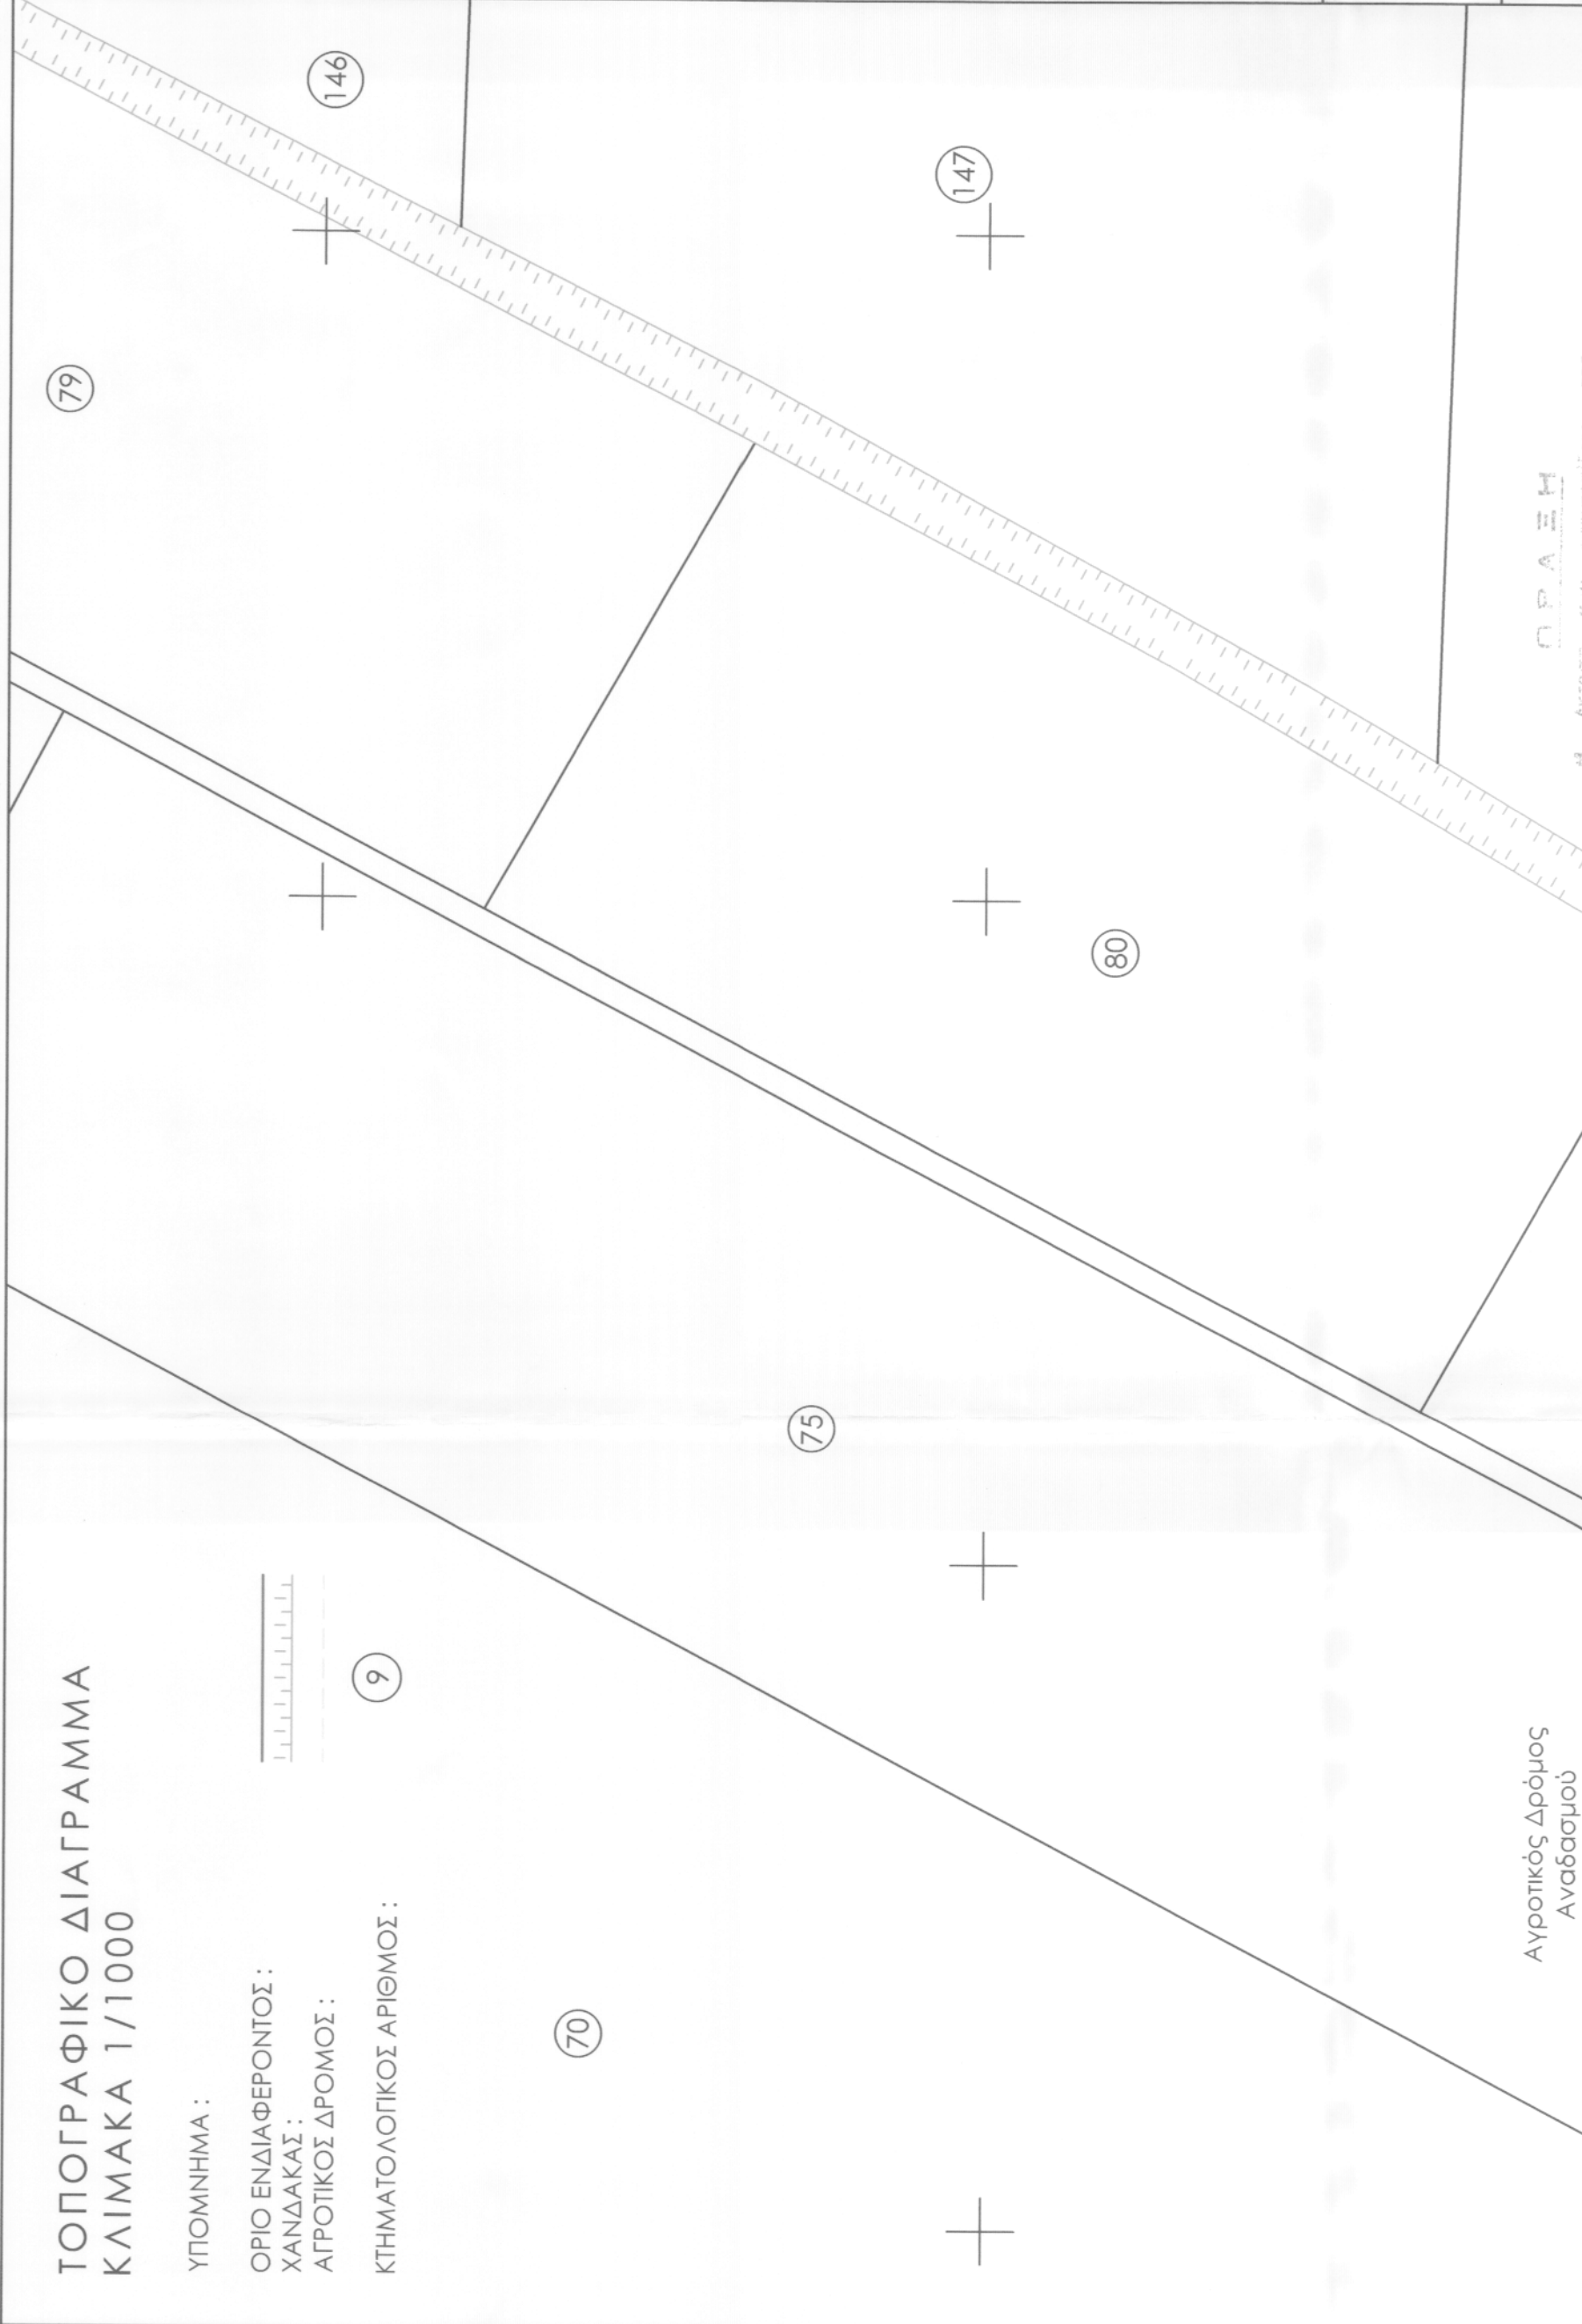 ΤΟΠΟΓΡΑΦΙΚΟ ΔΙΑΓΡΑΜΜΑ
ΚΛΙΜΑΚΑ 1/1000
ΥΠΟΜΝΗΜΑ :
ΟΡΙΟ ΕΝΔΙΑΦΕΡΟΝΤΟΣ :
ΧΑΝΔΑΚΑΣ :
ΑΓΡΟΤΙΚΟΣ ΔΡΟΜΟΣ :
ΚΤΗΜΑΤΟΛΟΓΙΚΟΣ ΑΡΙΘΜΟΣ :
9
79
146
147
70
75
80
Αγροτικός Δρόμος
Αναδασμού